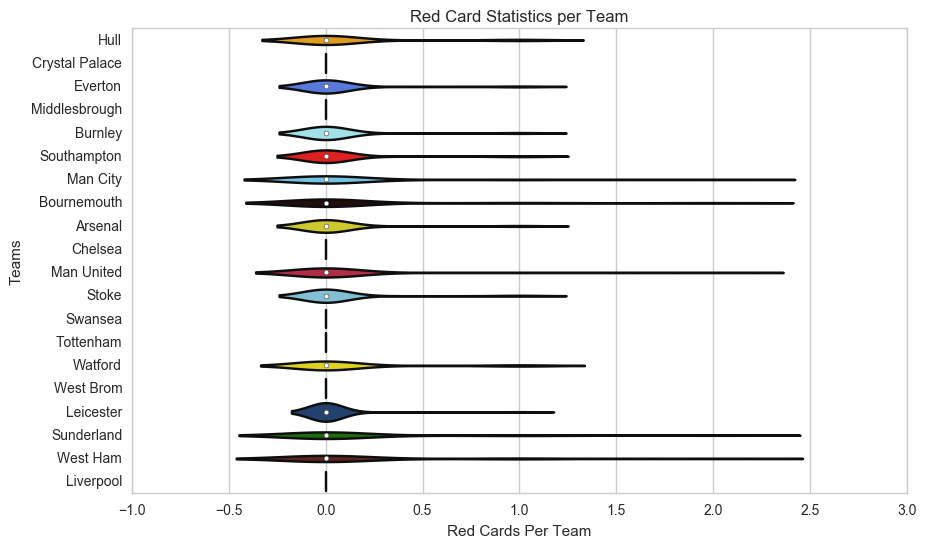 Red Card Statistics per Team
Hull
Crystal Palace
Everton
Middlesbrough
Burnley
Southampton
Man City
Bournemouth
Arsenal
Chelsea
Man United
Stoke
Swansea
Tottenham
Watford
West Brom
Leicester
Sunderland
West Ham
Liverpool
Teams
−1.0 −0.5 0.0 0.5 1.0 1.5 2.0 2.5 3.0
Red Cards Per Team